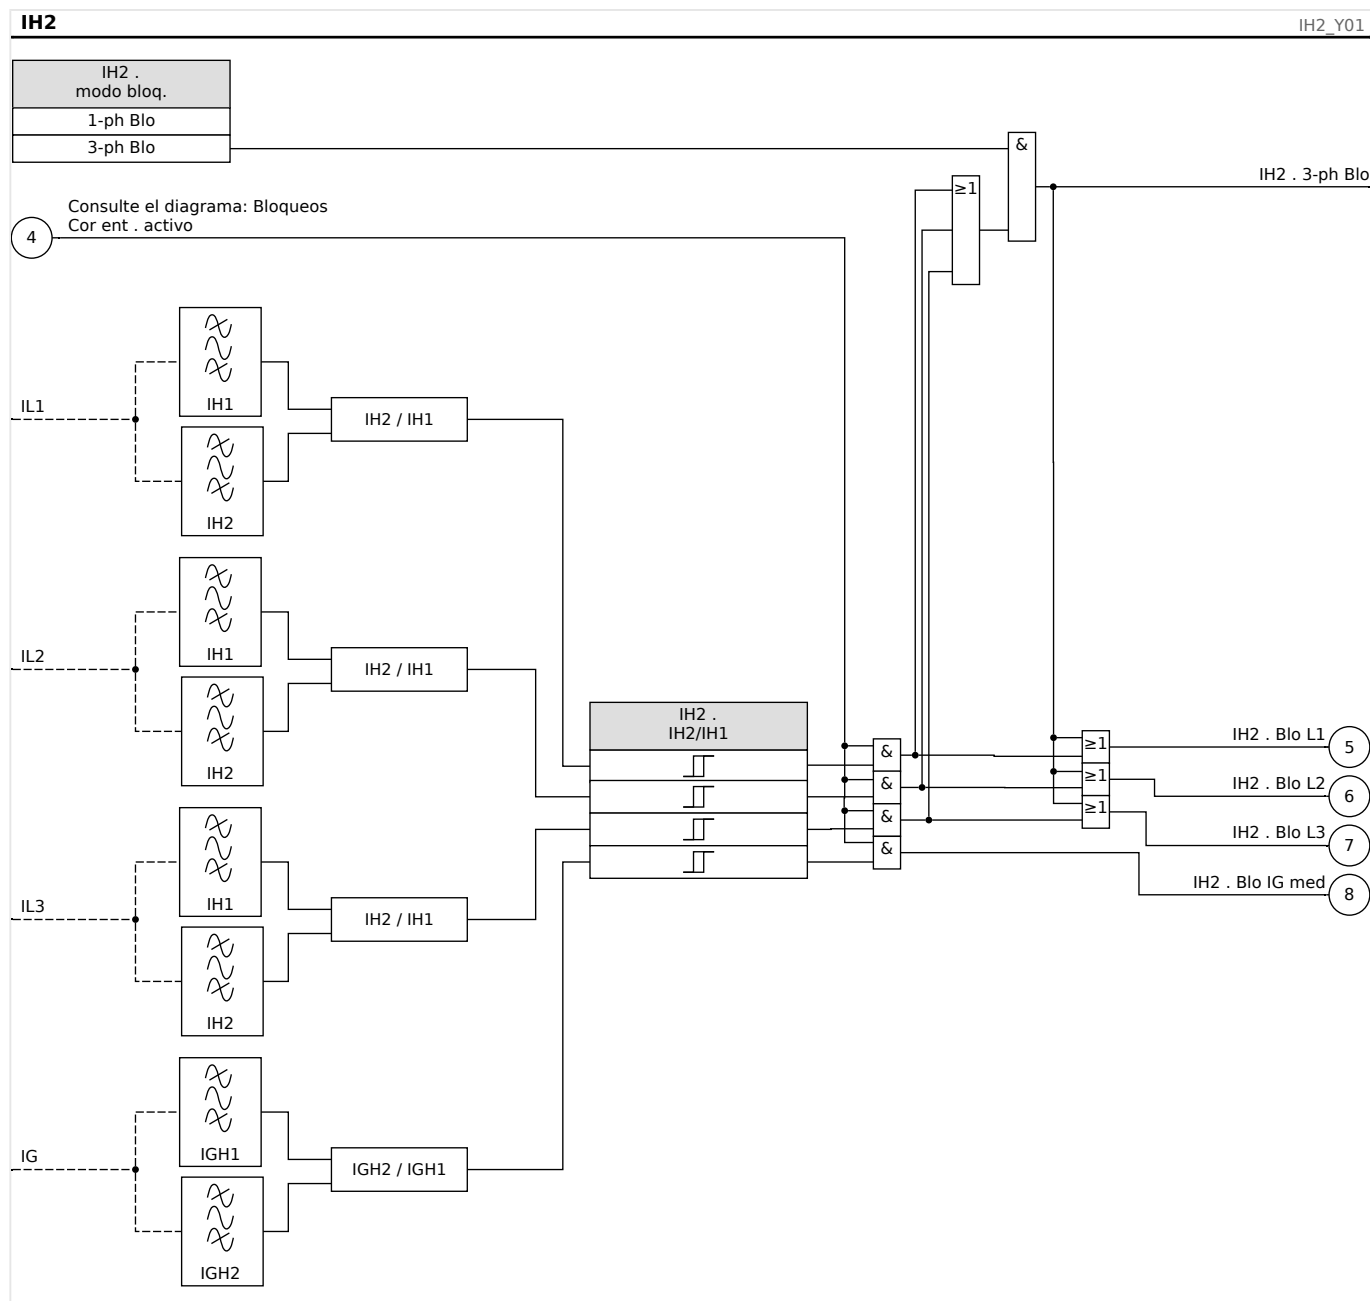 IH2
IH2_Y01
IH2 .
modo bloq.
1-ph Blo
3-ph Blo
&
≥1
IH2 . 3-ph Blo
Consulte el diagrama: Bloqueos
Cor ent . activo
4
IL1
IH1
IH2 / IH1
IH2
IL2
IH1
IH2 / IH1
IH2
IH2 .
IH2/IH1
&
&
&
&
≥1
≥1
≥1
IH2 . Blo L1
5
IH2 . Blo L2
6
IH2 . Blo L3
7
IH2 . Blo IG med
8
IL3
IH1
IH2 / IH1
IH2
IG
IGH1
IGH2 / IGH1
IGH2